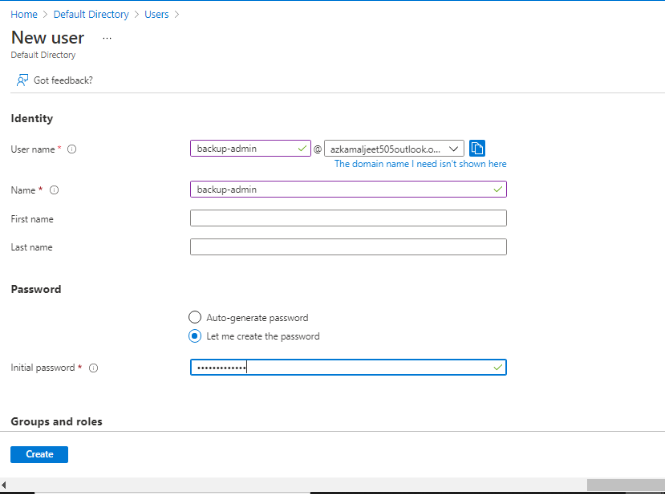 Home > Default Directory > Users >
New user ...
Default Directory
Got feedback?
Identity
User name * backup-admin @ azkamaljeet505outlook.o...
The domain name I need isn't shown here
Name * backup-admin
First name
Last name
Password
Auto-generate password
Let me create the password
Initial password * •••••••••••••
Groups and roles
Create